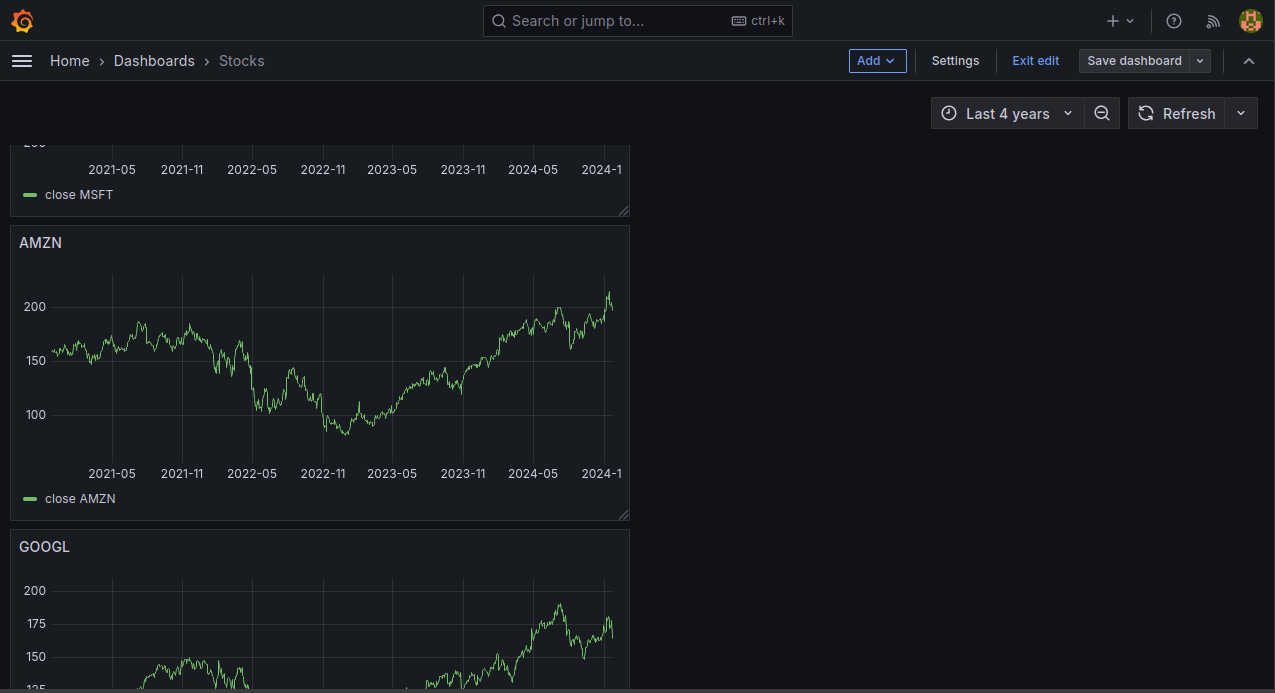 Search or jump to... ctrl+k
Home › Dashboards › Stocks Add Settings Exit edit Save dashboard
Last 4 years Refresh
2021-05 2021-11 2022-05 2022-11 2023-05 2023-11 2024-05 2024-1
close MSFT
AMZN
200
150
100
2021-05 2021-11 2022-05 2022-11 2023-05 2023-11 2024-05 2024-1
close AMZN
GOOGL
200
175
150
125